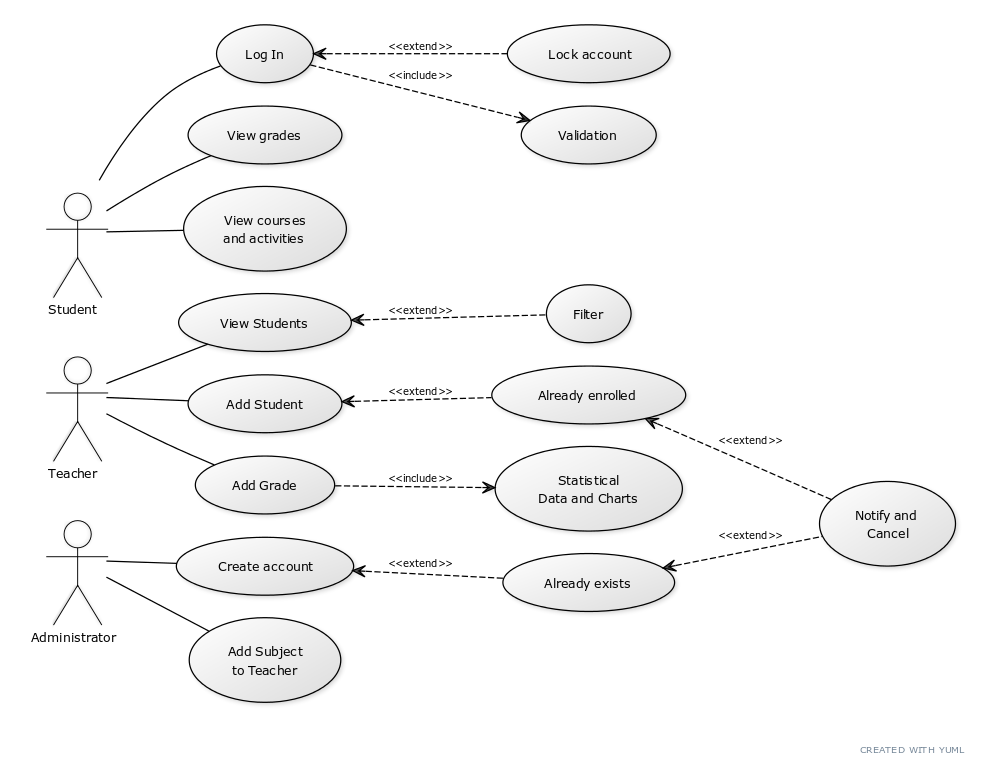 Log In
<<extend>>
Lock account
<<include>>
Validation
View grades
View courses
and activities
Student
View Students
<<extend>>
Filter
Add Student
<<extend>>
Already enrolled
Teacher
Add Grade
<<include>>
Statistical
Data and Charts
<<extend>>
Notify and
Cancel
<<extend>>
Create account
<<extend>>
Already exists
Administrator
Add Subject
to Teacher
CREATED WITH YUML